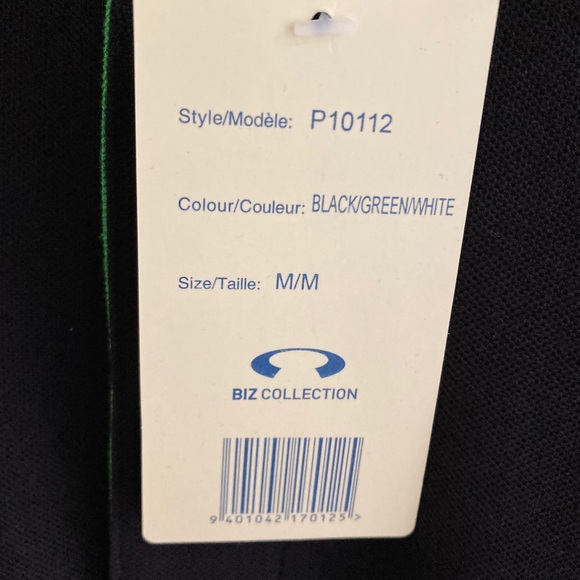 Style/Modèle: P10112
Colour/Couleur: BLACK/GREEN/WHITE
Size/Taille: M/M
BIZ COLLECTION
9 401042 170125 >